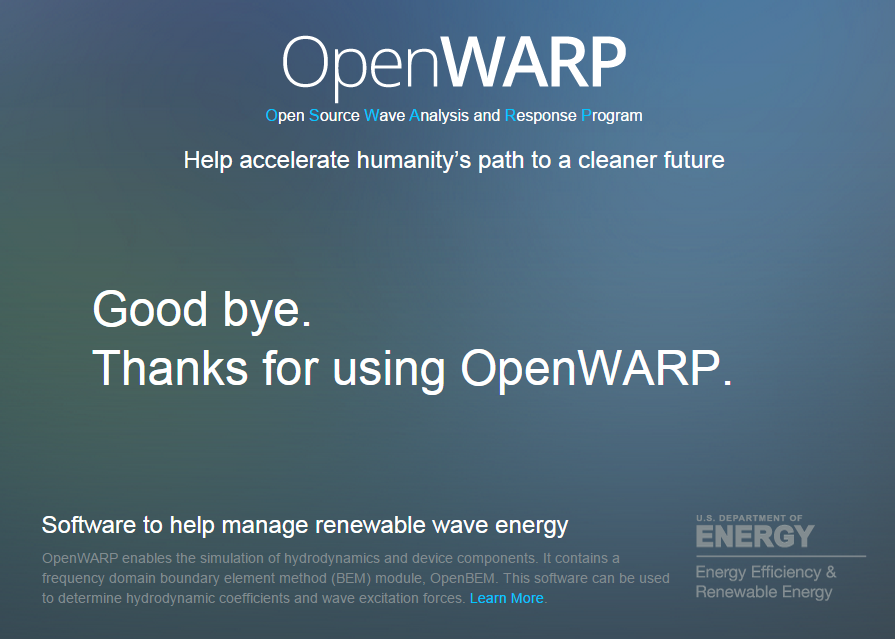 OpenWARP
Open Source Wave Analysis and Response Program
Help accelerate humanity’s path to a cleaner future
Good bye.
Thanks for using OpenWARP.
Software to help manage renewable wave energy
OpenWARP enables the simulation of hydrodynamics and device components. It contains a
frequency domain boundary element method (BEM) module, OpenBEM. This software can be used
to determine hydrodynamic coefficients and wave excitation forces. Learn More.
U.S. DEPARTMENT OF
ENERGY
Energy Efficiency &
Renewable Energy